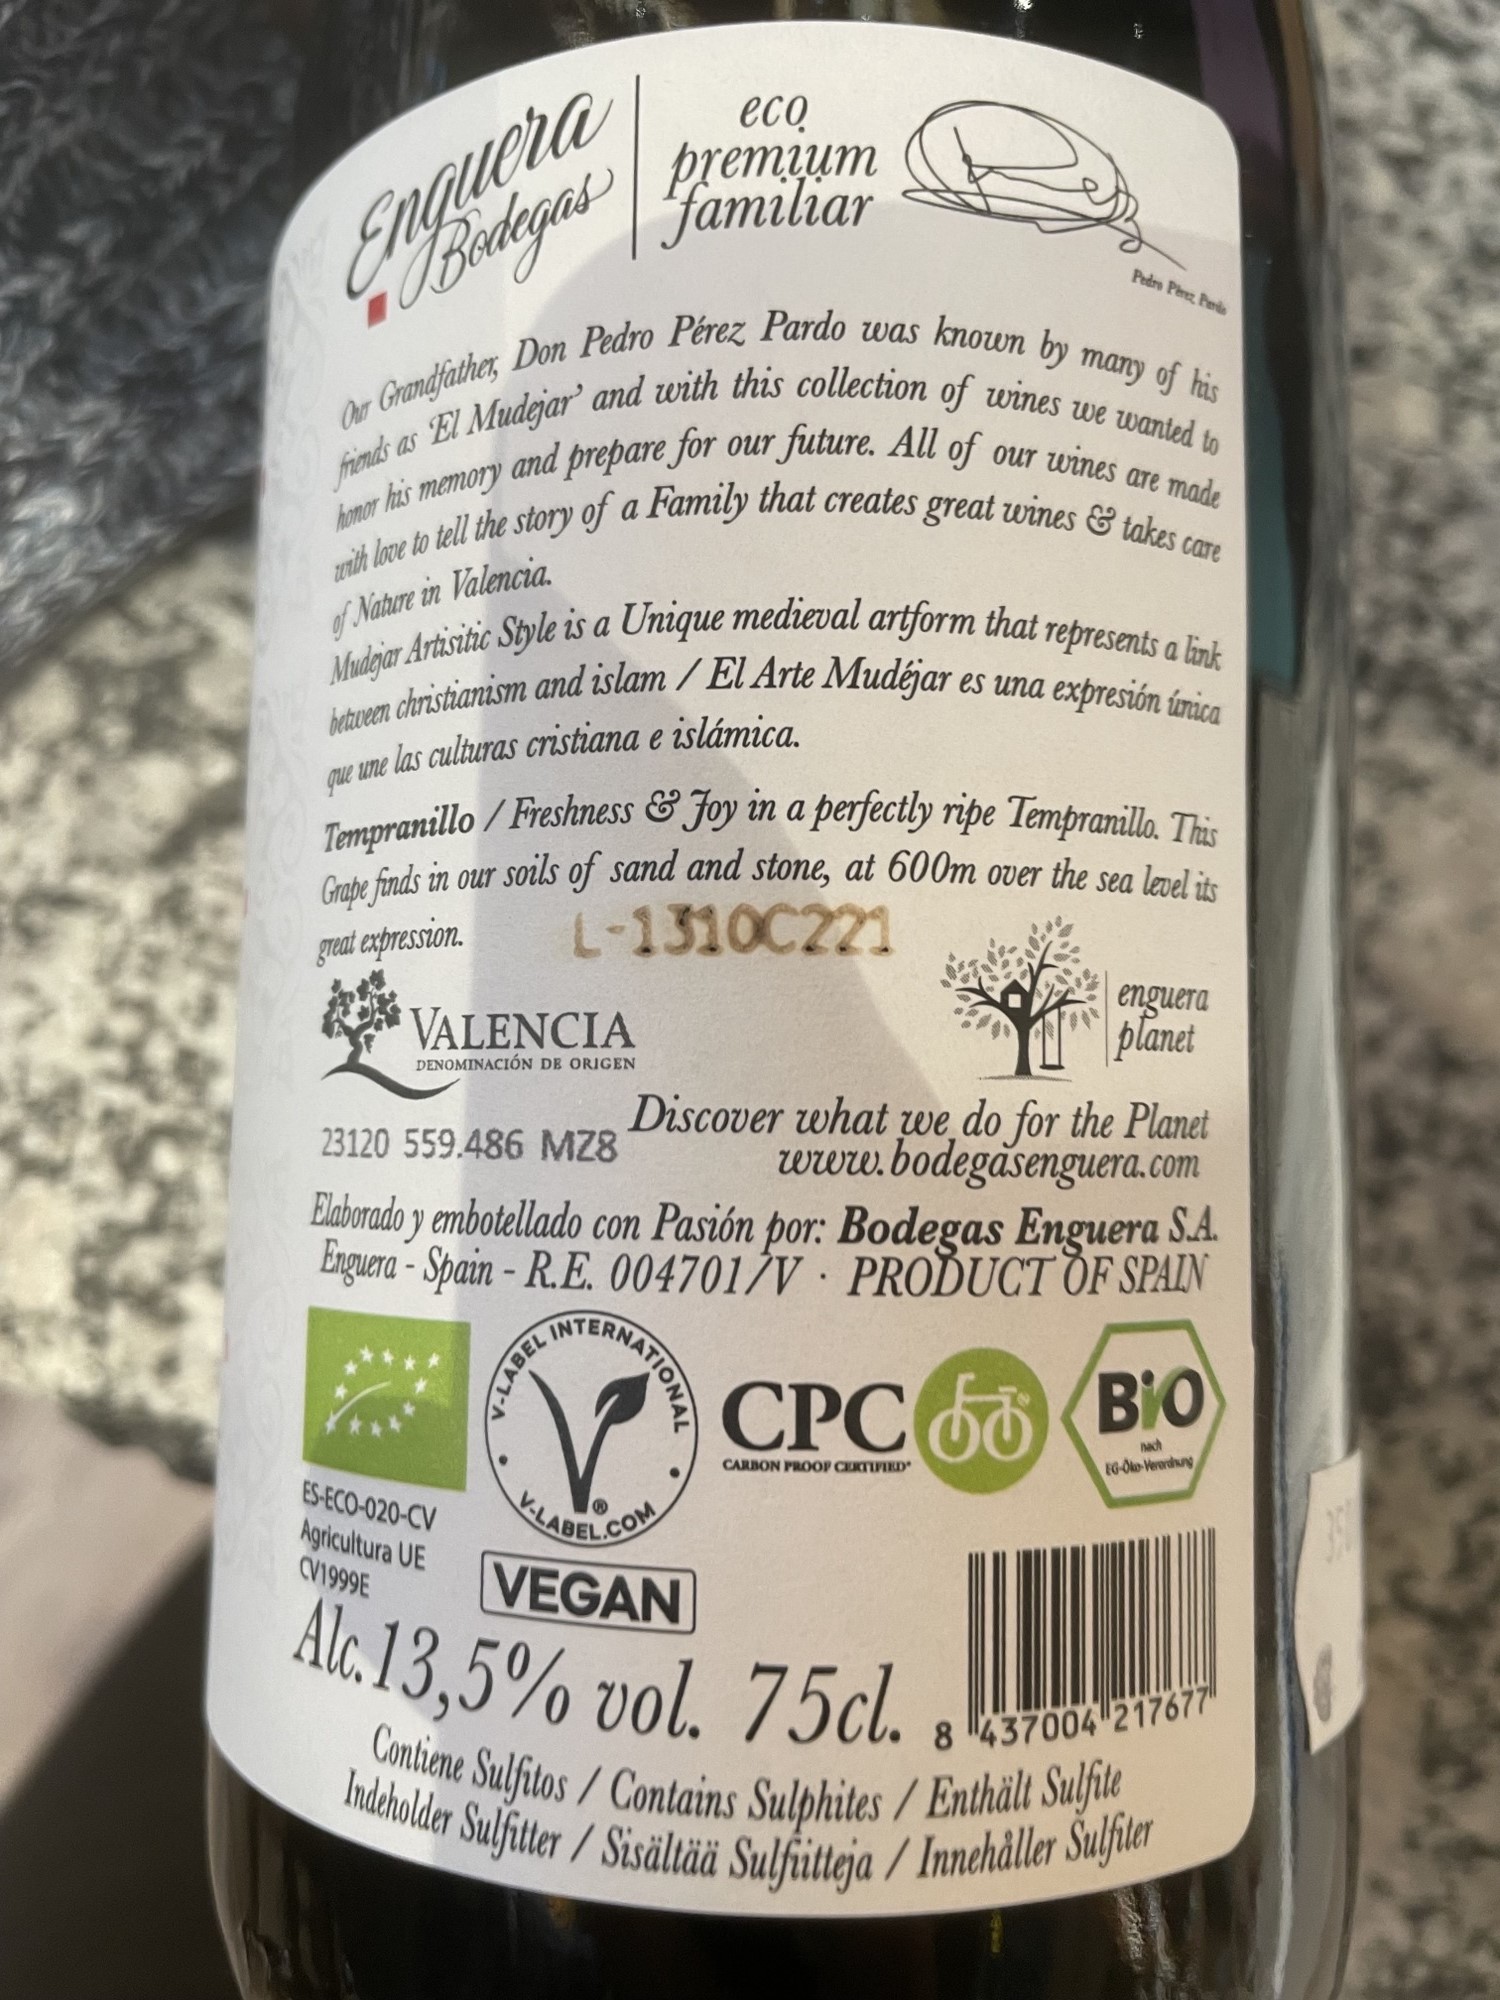 Enguera
Bodegas
eco
premium
familiar
Pedro Pérez Pardo
Our Grandfather, Don Pedro Pérez Pardo was known by many of his
friends as 'El Mudejar' and with this collection of wines we wanted to
honor his memory and prepare for our future. All of our wines are made
with love to tell the story of a Family that creates great wines & takes care
of Nature in Valencia.
Mudejar Artisitic Style is a Unique medieval artform that represents a link
between christianism and islam / El Arte Mudéjar es una expresión única
que une las culturas cristiana e islámica.
Tempranillo / Freshness & Joy in a perfectly ripe Tempranillo. This
Grape finds in our soils of sand and stone, at 600m over the sea level its
great expression.
L-1310C221
VALENCIA
DENOMINACIÓN DE ORIGEN
enguera
planet
23120 559.486 MZ8
Discover what we do for the Planet
www.bodegasenguera.com
Elaborado y embotellado con Pasión por: Bodegas Enguera S.A.
Enguera - Spain - R.E. 004701/V · PRODUCT OF SPAIN
V-LABEL INTERNATIONAL
V-LABEL.COM
®
VEGAN
CPC
CARBON PROOF CERTIFIED®
BiO
nach
EG-Öko-Verordnung
ES-ECO-020-CV
Agricultura UE
CV1999E
Alc.13,5% vol. 75cl.
8 437004 217677
Contiene Sulfitos / Contains Sulphites / Enthält Sulfite
Indeholder Sulfitter / Sisältää Sulfiitteja / Innehåller Sulfiter